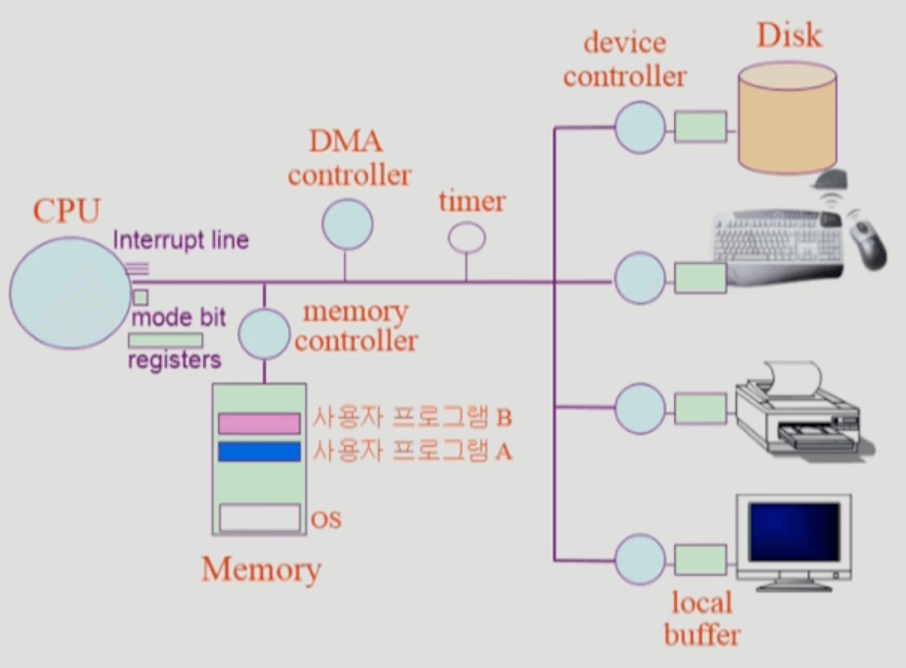 device
controller
Disk
DMA
controller
timer
CPU
Interrupt line
mode bit
registers
memory
controller
사용자 프로그램 B
사용자 프로그램 A
OS
Memory
local
buffer